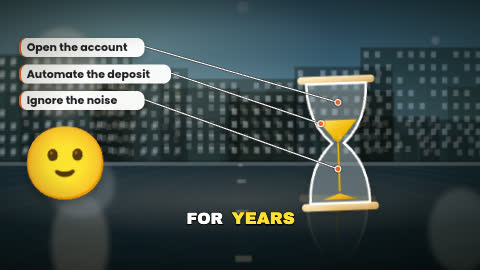 Open the account
Automate the deposit
Ignore the noise
FOR YEARS